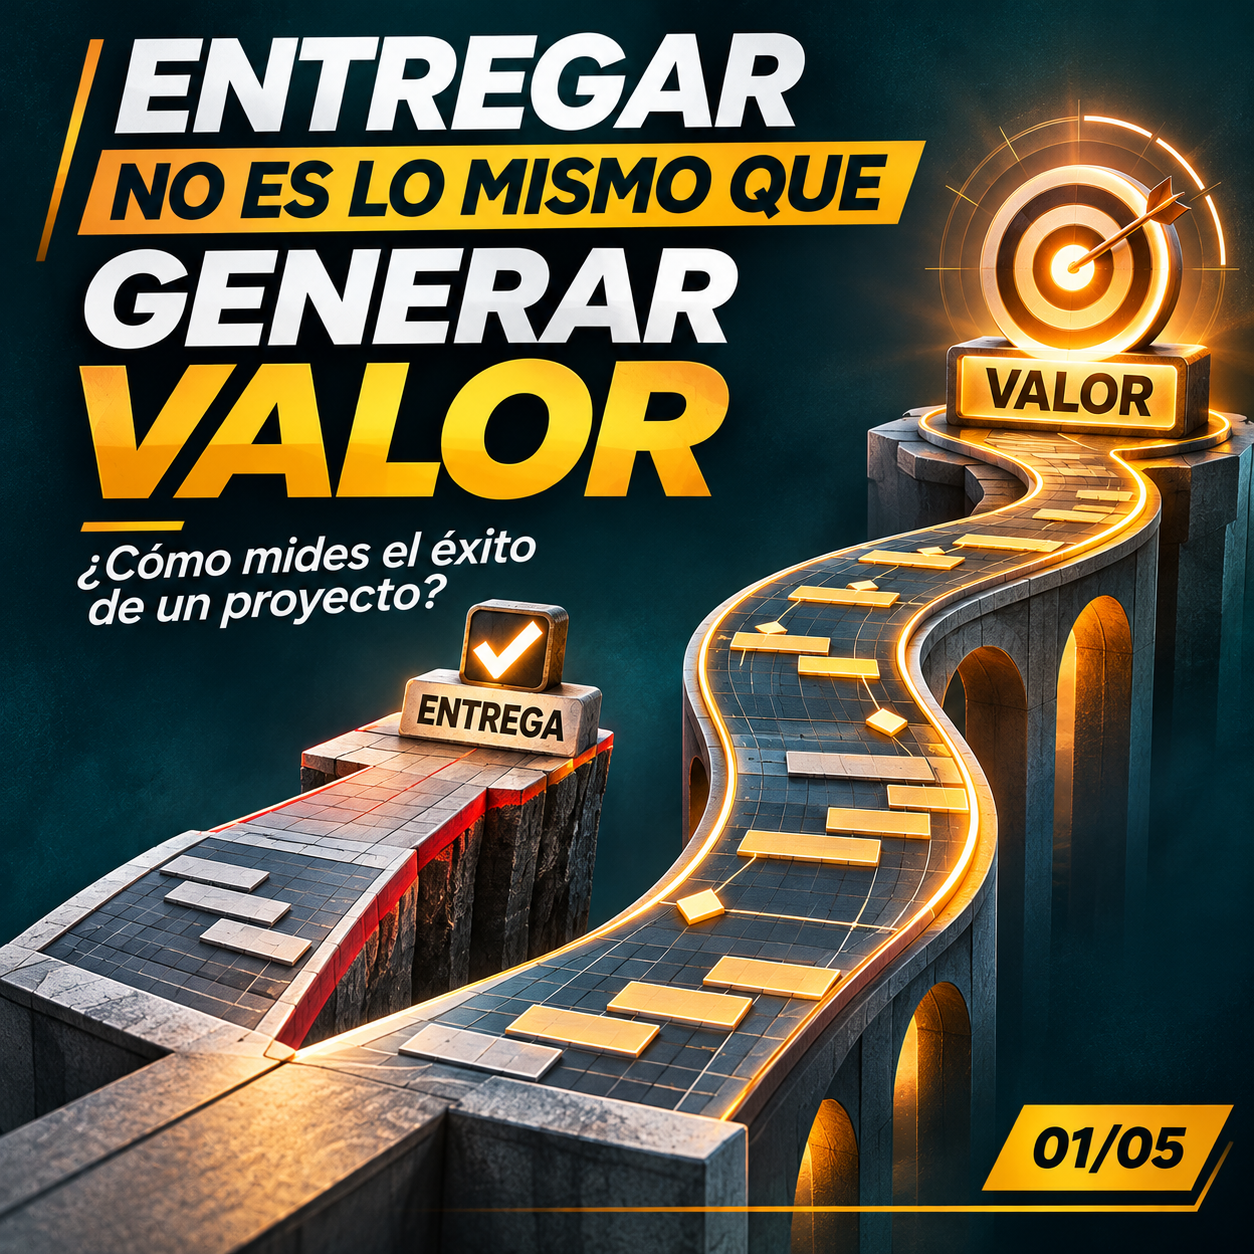 ENTREGAR
NO ES LO MISMO QUE
GENERAR
VALOR
¿Cómo mides el éxito
de un proyecto?
VALOR
ENTREGA
01/05